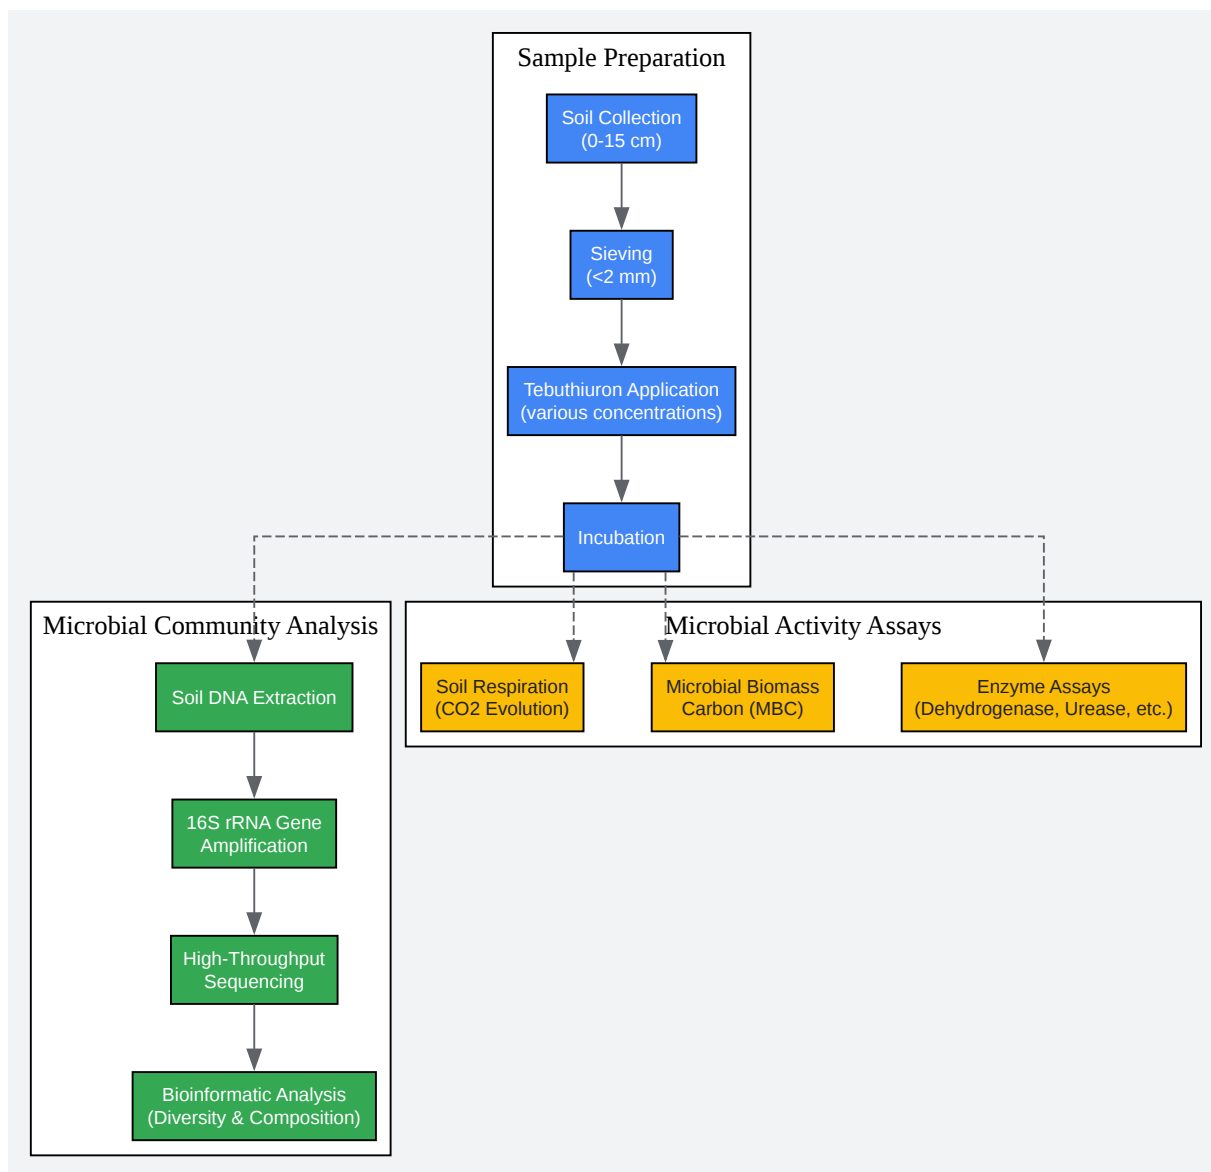 Sample Preparation
Soil Collection
(0-15 cm)
Sieving
(<2 mm)
Tebuthiuron Application
(various concentrations)
Incubation
Microbial Community Analysis
Soil DNA Extraction
16S rRNA Gene
Amplification
High-Throughput
Sequencing
Bioinformatic Analysis
(Diversity & Composition)
Microbial Activity Assays
Soil Respiration
(CO2 Evolution)
Microbial Biomass
Carbon (MBC)
Enzyme Assays
(Dehydrogenase, Urease, etc.)